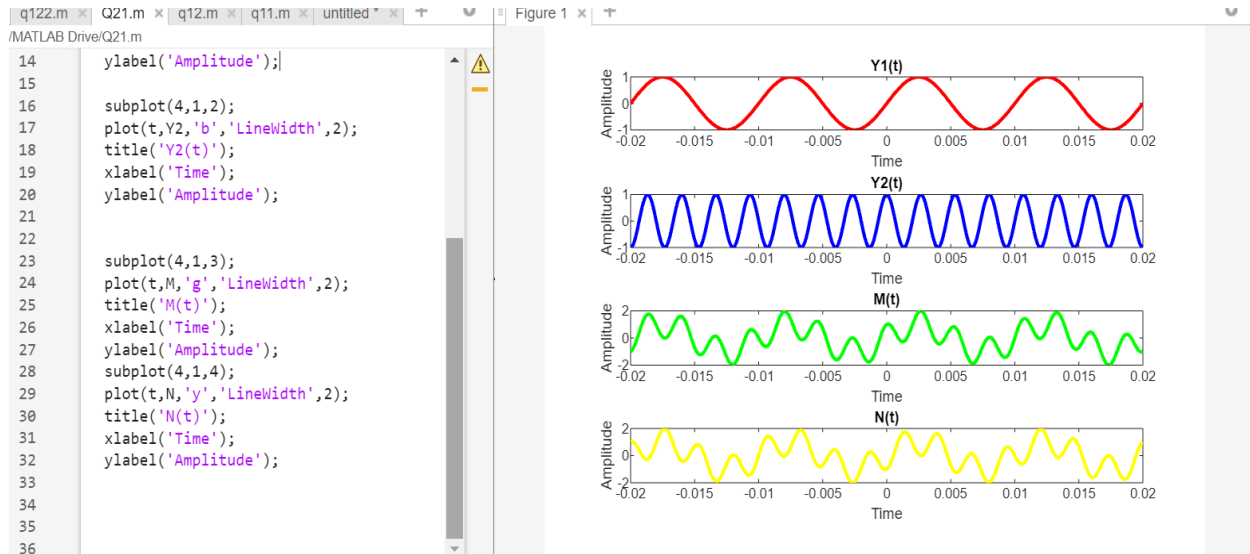 q122.m × Q21.m × q12.m × q11.m × untitled * × +
/MATLAB Drive/Q21.m
14 ylabel('Amplitude');
15
16 subplot(4,1,2);
17 plot(t,Y2,'b','LineWidth',2);
18 title('Y2(t)');
19 xlabel('Time');
20 ylabel('Amplitude');
21
22
23 subplot(4,1,3);
24 plot(t,M,'g','LineWidth',2);
25 title('M(t)');
26 xlabel('Time');
27 ylabel('Amplitude');
28 subplot(4,1,4);
29 plot(t,N,'y','LineWidth',2);
30 title('N(t)');
31 xlabel('Time');
32 ylabel('Amplitude');
33
34
35
36
Figure 1 × +
Y1(t)
Amplitude
1
0
-1
-0.02 -0.015 -0.01 -0.005 0 0.005 0.01 0.015 0.02
Time
Y2(t)
Amplitude
1
0
-1
-0.02 -0.015 -0.01 -0.005 0 0.005 0.01 0.015 0.02
Time
M(t)
Amplitude
2
0
-2
-0.02 -0.015 -0.01 -0.005 0 0.005 0.01 0.015 0.02
Time
N(t)
Amplitude
2
0
-2
-0.02 -0.015 -0.01 -0.005 0 0.005 0.01 0.015 0.02
Time